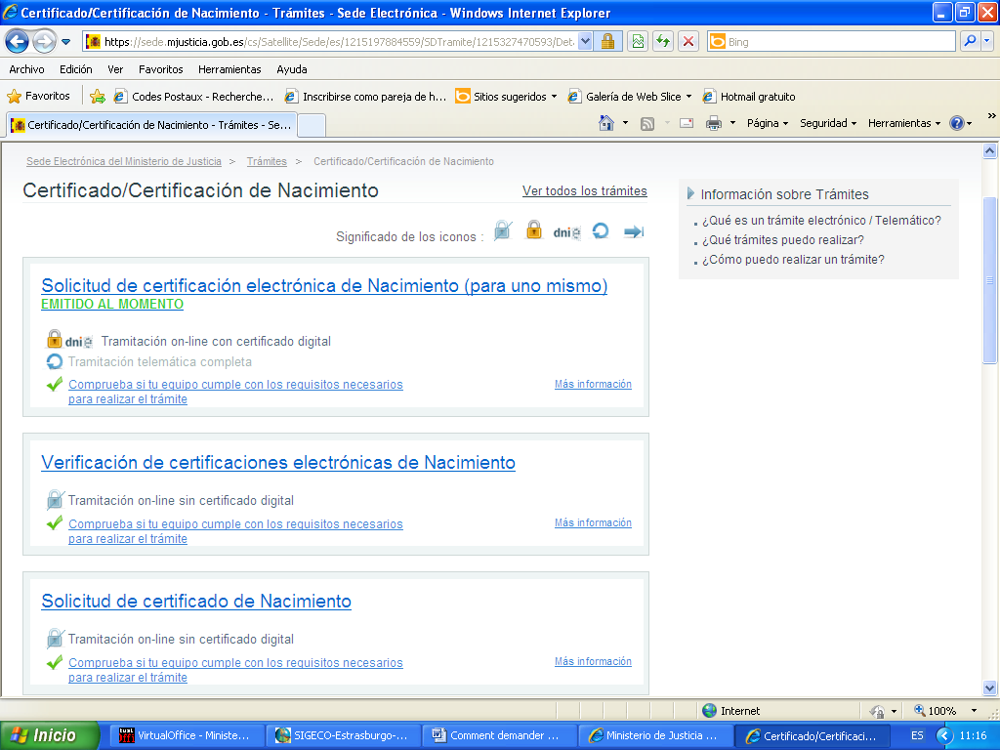 Certificado/Certificación de Nacimiento - Trámites - Sede Electrónica - Windows Internet Explorer
https://sede.mjusticia.gob.es/cs/Satellite/Sede/es/1215197884559/SDTramite/1215327470593/Det
Bing
Archivo Edición Ver Favoritos Herramientas Ayuda
Favoritos Codes Postaux - Recherche... Inscribirse como pareja de h... Sitios sugeridos Galería de Web Slice Hotmail gratuito
Certificado/Certificación de Nacimiento - Trámites - Se... Página Seguridad Herramientas »
Sede Electrónica del Ministerio de Justicia > Trámites > Certificado/Certificación de Nacimiento
Certificado/Certificación de Nacimiento
Ver todos los trámites
Significado de los iconos : dnie
Información sobre Trámites
¿Qué es un trámite electrónico / Telemático?
¿Qué trámites puedo realizar?
¿Cómo puedo realizar un trámite?
Solicitud de certificación electrónica de Nacimiento (para uno mismo)
EMITIDO AL MOMENTO
dnie Tramitación on-line con certificado digital
Tramitación telemática completa
Comprueba si tu equipo cumple con los requisitos necesarios
para realizar el trámite
Más información
Verificación de certificaciones electrónicas de Nacimiento
Tramitación on-line sin certificado digital
Comprueba si tu equipo cumple con los requisitos necesarios
para realizar el trámite
Más información
Solicitud de certificado de Nacimiento
Tramitación on-line sin certificado digital
Comprueba si tu equipo cumple con los requisitos necesarios
para realizar el trámite
Más información
Internet 100%
Inicio VirtualOffice - Ministe... SIGECO-Estrasburgo-... Comment demander ... Ministerio de Justicia ... Certificado/Certificaci... ES 11:16